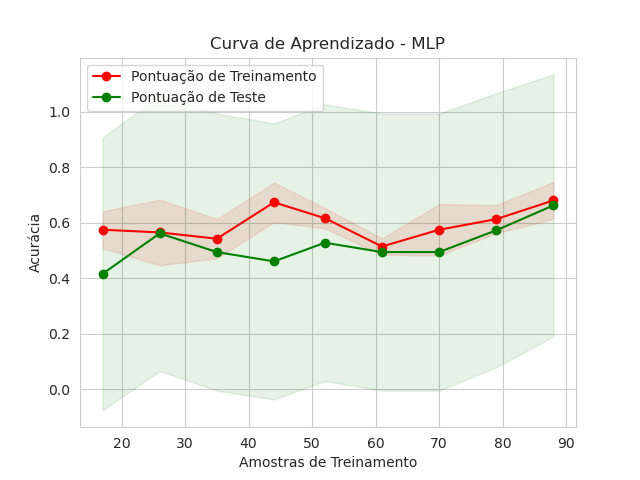 Curva de Aprendizado - MLP
Pontuação de Treinamento
Pontuação de Teste
Acurácia
1.0
0.8
0.6
0.4
0.2
0.0
20 30 40 50 60 70 80 90
Amostras de Treinamento